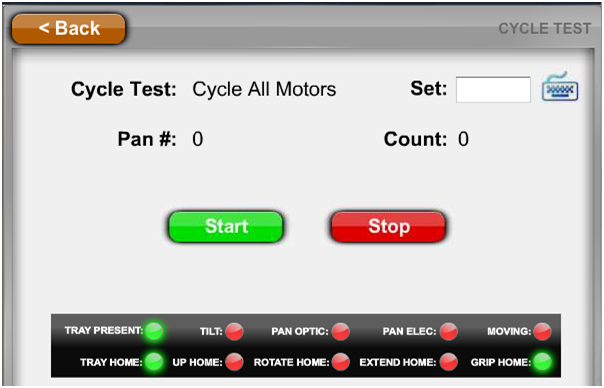 < Back CYCLE TEST
Cycle Test: Cycle All Motors Set:
Pan #: 0 Count: 0
Start Stop
TRAY PRESENT: TILT: PAN OPTIC: PAN ELEC: MOVING:
TRAY HOME: UP HOME: ROTATE HOME: EXTEND HOME: GRIP HOME: